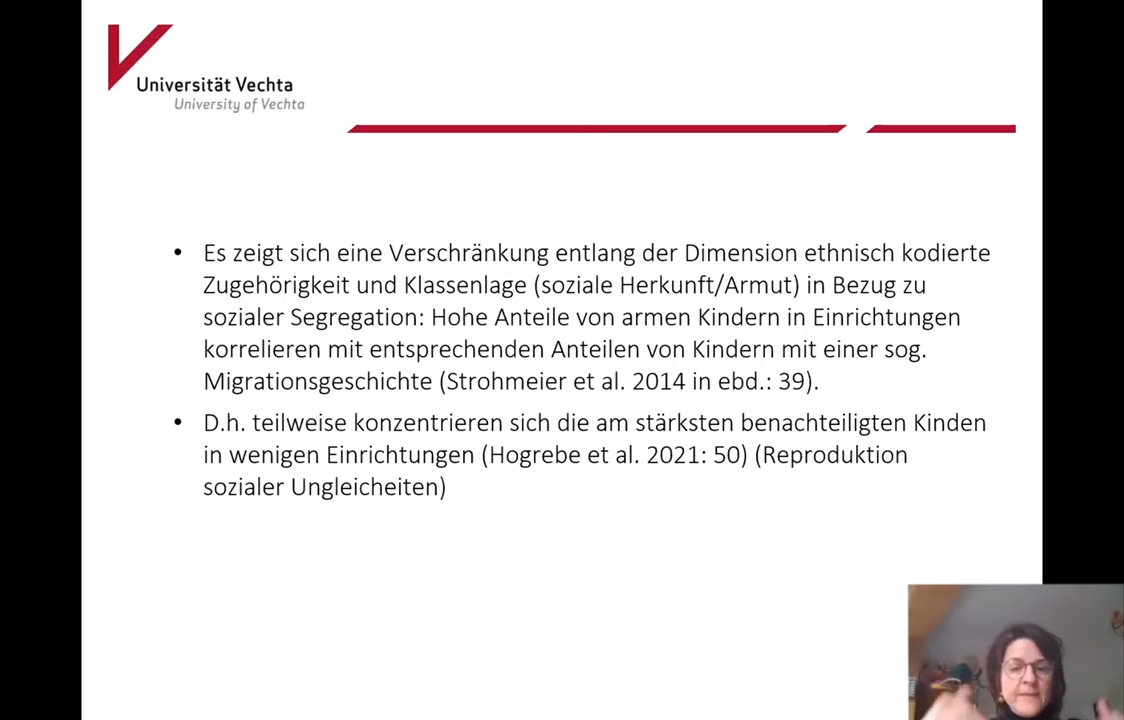 Universität Vechta
University of Vechta
• Es zeigt sich eine Verschränkung entlang der Dimension ethnisch kodierte
Zugehörigkeit und Klassenlage (soziale Herkunft/Armut) in Bezug zu
sozialer Segregation: Hohe Anteile von armen Kindern in Einrichtungen
korrelieren mit entsprechenden Anteilen von Kindern mit einer sog.
Migrationsgeschichte (Strohmeier et al. 2014 in ebd.: 39).
• D.h. teilweise konzentrieren sich die am stärksten benachteiligten Kinden
in wenigen Einrichtungen (Hogrebe et al. 2021: 50) (Reproduktion
sozialer Ungleicheiten)